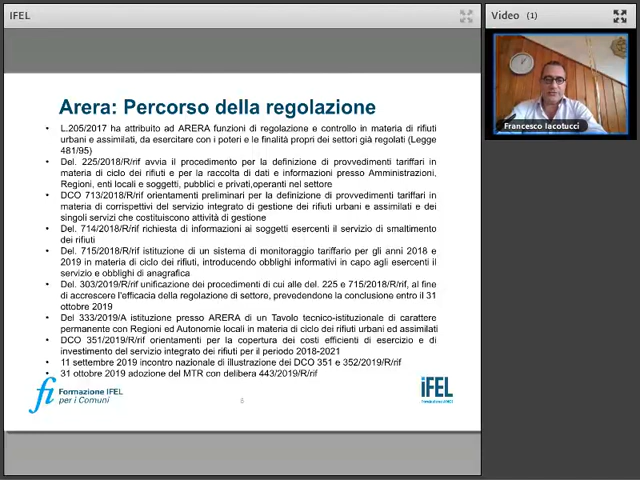 IFEL
Video (1)
Francesco Iacotucci
Arera: Percorso della regolazione
• L.205/2017 ha attribuito ad ARERA funzioni di regolazione e controllo in materia di rifiuti
urbani e assimilati, da esercitare con i poteri e le finalità propri dei settori già regolati (Legge
481/95)
• Del. 225/2018/R/rif avvia il procedimento per la definizione di provvedimenti tariffari in
materia di ciclo dei rifiuti e per la raccolta di dati e informazioni presso Amministrazioni,
Regioni, enti locali e soggetti, pubblici e privati,operanti nel settore
• DCO 713/2018/R/rif orientamenti preliminari per la definizione di provvedimenti tariffari in
materia di corrispettivi del servizio integrato di gestione dei rifiuti urbani e assimilati e dei
singoli servizi che costituiscono attività di gestione
• Del. 714/2018/R/rif richiesta di informazioni ai soggetti esercenti il servizio di smaltimento
dei rifiuti
• Del. 715/2018/R/rif istituzione di un sistema di monitoraggio tariffario per gli anni 2018 e
2019 in materia di ciclo dei rifiuti, introducendo obblighi informativi in capo agli esercenti il
servizio e obblighi di anagrafica
• Del. 303/2019/R/rif unificazione dei procedimenti di cui alle del. 225 e 715/2018/R/rif, al fine
di accrescere l'efficacia della regolazione di settore, prevedendone la conclusione entro il 31
ottobre 2019
• Del 333/2019/A istituzione presso ARERA di un Tavolo tecnico-istituzionale di carattere
permanente con Regioni ed Autonomie locali in materia di ciclo dei rifiuti urbani ed assimilati
• DCO 351/2019/R/rif orientamenti per la copertura dei costi efficienti di esercizio e di
investimento del servizio integrato dei rifiuti per il periodo 2018-2021
• 11 settembre 2019 incontro nazionale di illustrazione dei DCO 351 e 352/2019/R/rif
• 31 ottobre 2019 adozione del MTR con delibera 443/2019/R/rif
Formazione IFEL
per i Comuni
8
iFEL